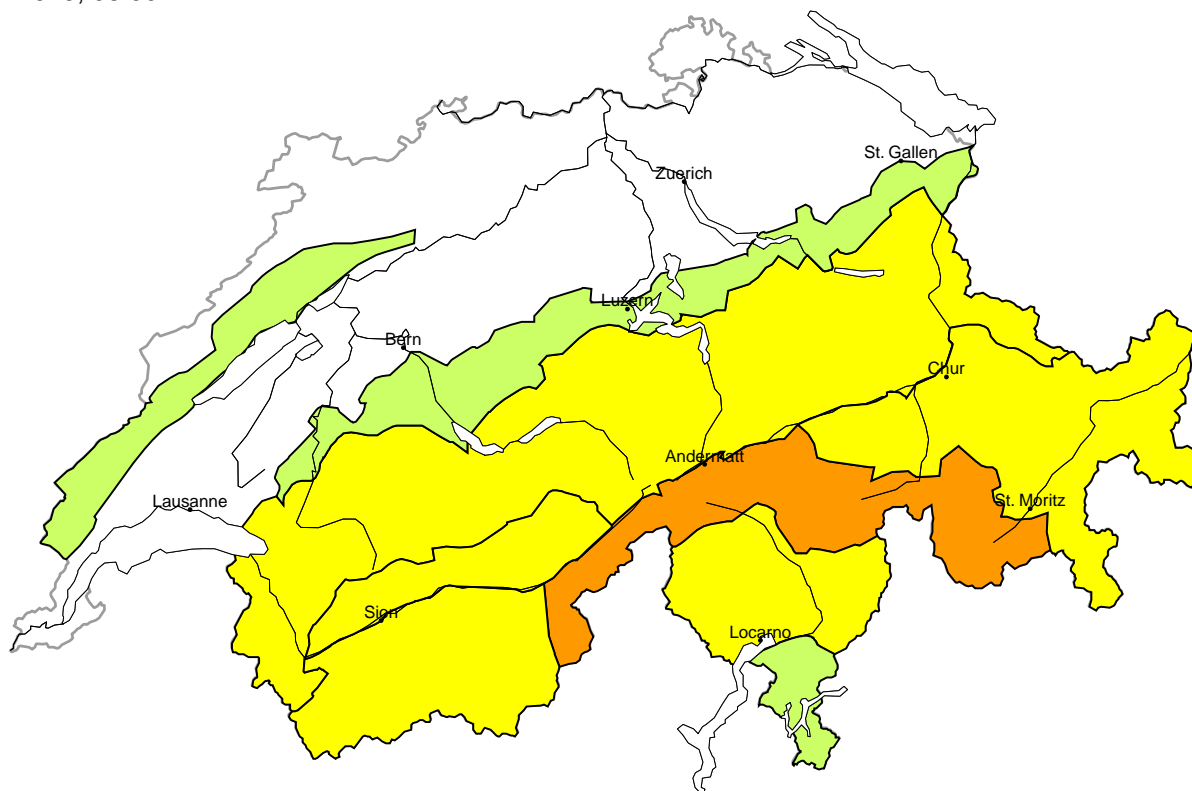 St. Gallen
Zuerich
Luzern
Bern
Chur
Andermatt
Lausanne
St. Moritz
Sion
Locarno